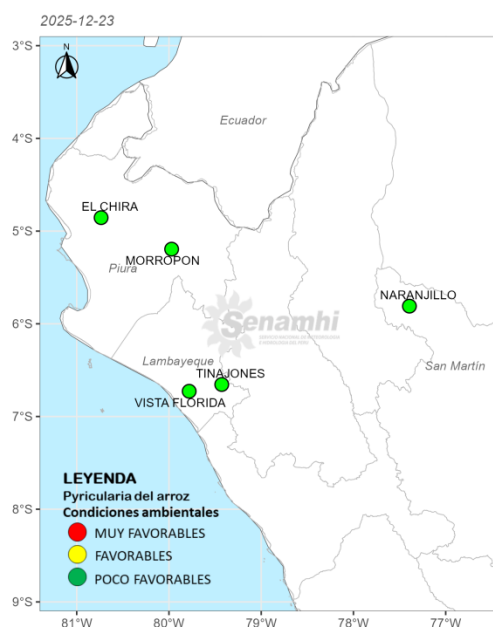 2025-12-23
3°S
4°S
5°S
6°S
7°S
8°S
9°S
N
Ecuador
EL CHIRA
MORROPON
Piura
NARANJILLO
Senamhi
Lambayeque
San Martín
TINAJONES
VISTA FLORIDA
LEYENDA
Pyricularia del arroz
Condiciones ambientales
MUY FAVORABLES
FAVORABLES
POCO FAVORABLES
81°W
80°W
79°W
78°W
77°W